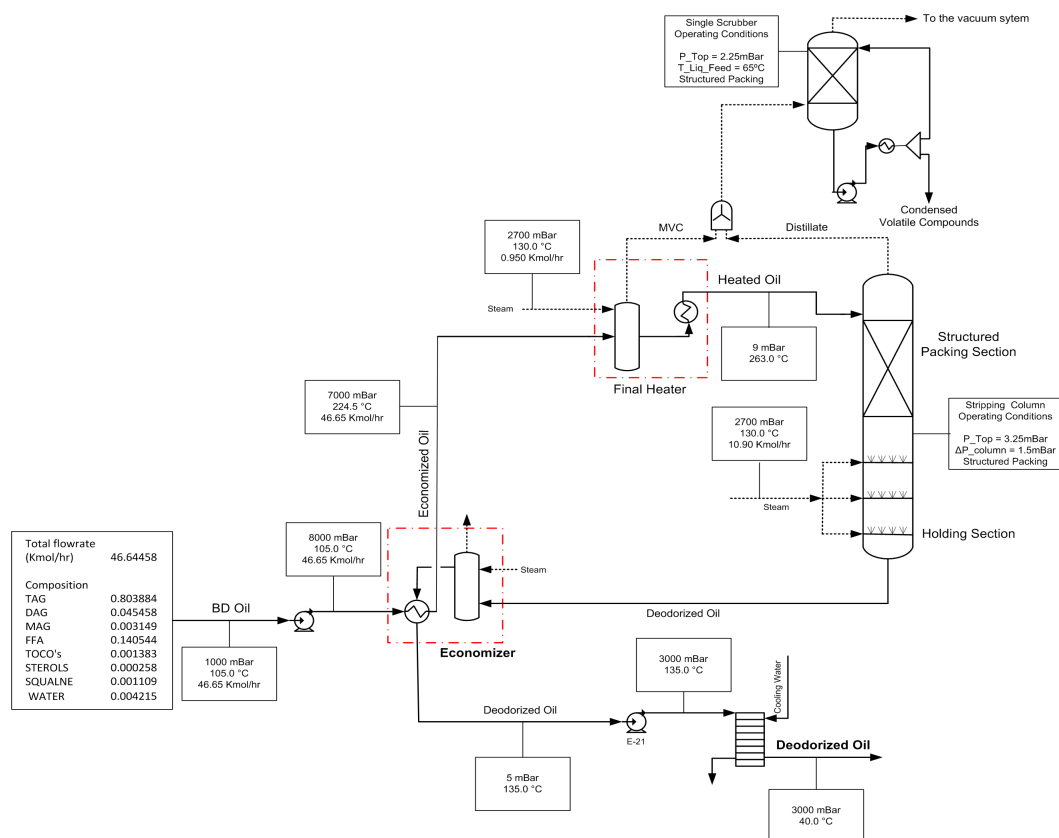 To the vacuum sytem
Single Scrubber
Operating Conditions
P_Top = 2.25mBar
T_Liq_Feed = 65ºC
Structured Packing
Condensed
Volatile Compounds
MVC
Distillate
2700 mBar
130.0 °C
0.950 Kmol/hr
Steam
Heated Oil
Final Heater
9 mBar
263.0 °C
Structured
Packing Section
Stripping Column
Operating Conditions
P_Top = 3.25mBar
ΔP_column = 1.5mBar
Structured Packing
7000 mBar
224.5 °C
46.65 Kmol/hr
2700 mBar
130.0 °C
10.90 Kmol/hr
Steam
Holding Section
Economized Oil
Total flowrate
(Kmol/hr) 46.64458
Composition
TAG 0.803884
DAG 0.045458
MAG 0.003149
FFA 0.140544
TOCO's 0.001383
STEROLS 0.000258
SQUALNE 0.001109
WATER 0.004215
BD Oil
1000 mBar
105.0 °C
46.65 Kmol/hr
8000 mBar
105.0 °C
46.65 Kmol/hr
Steam
Deodorized Oil
Economizer
Deodorized Oil
5 mBar
135.0 °C
3000 mBar
135.0 °C
E-21
Cooling Water
Deodorized Oil
3000 mBar
40.0 °C